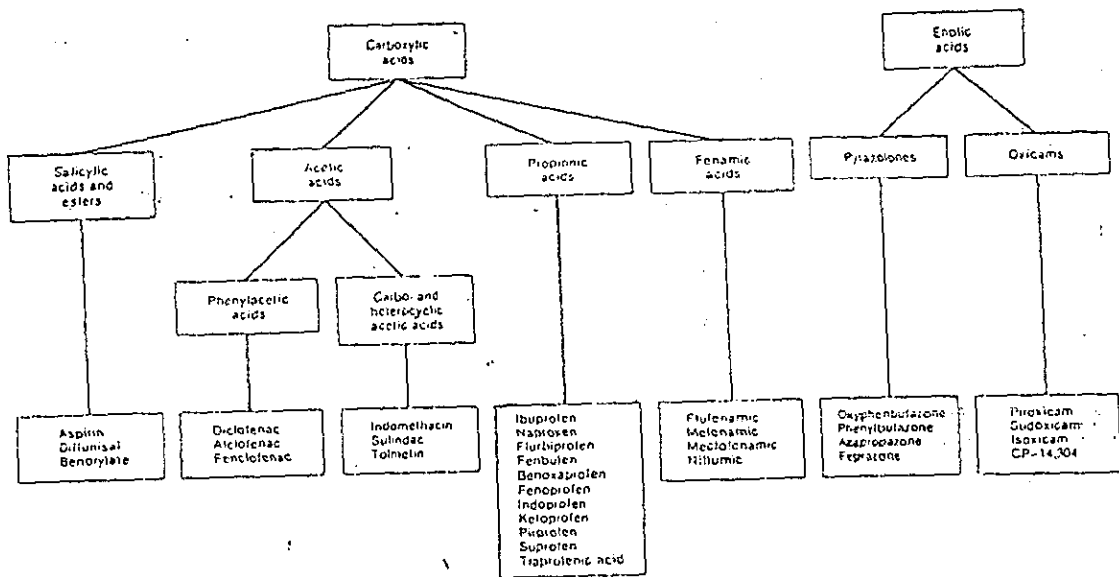 Carboxylic
acids
Enolic
acids
Salicylic
acids and
esters
Acetic
acids
Propionic
acids
Fenamic
acids
Pyrazolones
Oxicams
Phenylacetic
acids
Carbo- and
heterocyclic
acetic acids
Aspirin
Diflunisal
Benorylate
Diclofenac
Alclofenac
Fenclofenac
Indomethacin
Sulindac
Tolmetin
Ibuprofen
Naproxen
Flurbiprofen
Fenbufen
Benoxaprofen
Fenoprofen
Indoprofen
Ketoprofen
Pirprofen
Suprofen
Tiaprofenic acid
Flufenamic
Mefenamic
Meclofenamic
Niflumic
Oxyphenbutazone
Phenylbutazone
Azapropazone
Feprazone
Piroxicam
Sudoxicam
Isoxicam
CP-14,304